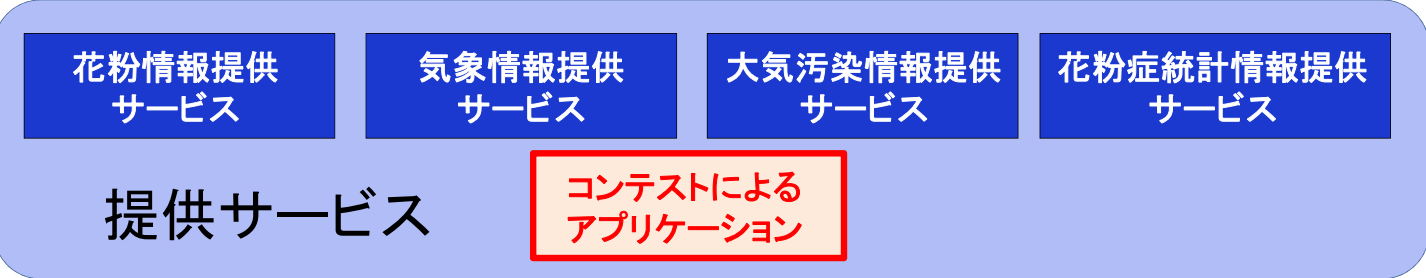 花粉情報提供
サービス
気象情報提供
サービス
大気汚染情報提供
サービス
花粉症統計情報提供
サービス
提供サービス
コンテストによる
アプリケーション